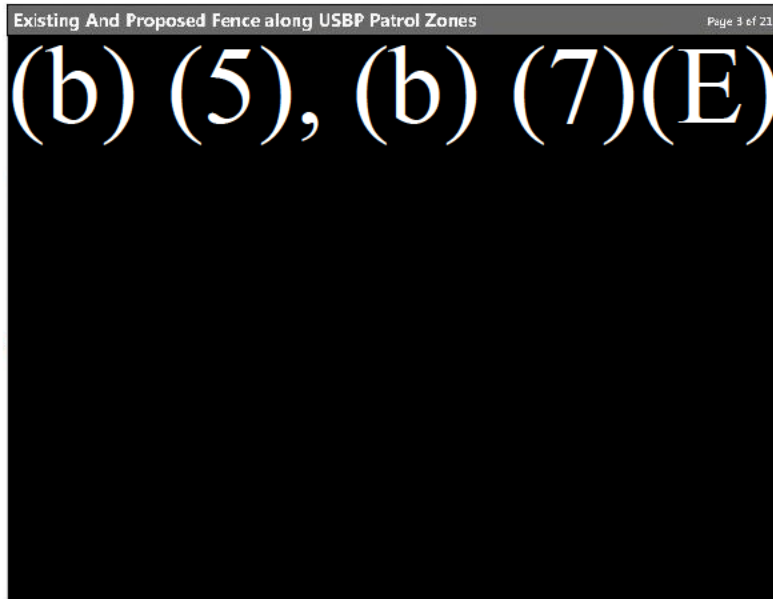 Existing And Proposed Fence along USBP Patrol Zones
Page 3 of 21
(b) (5), (b) (7)(E)